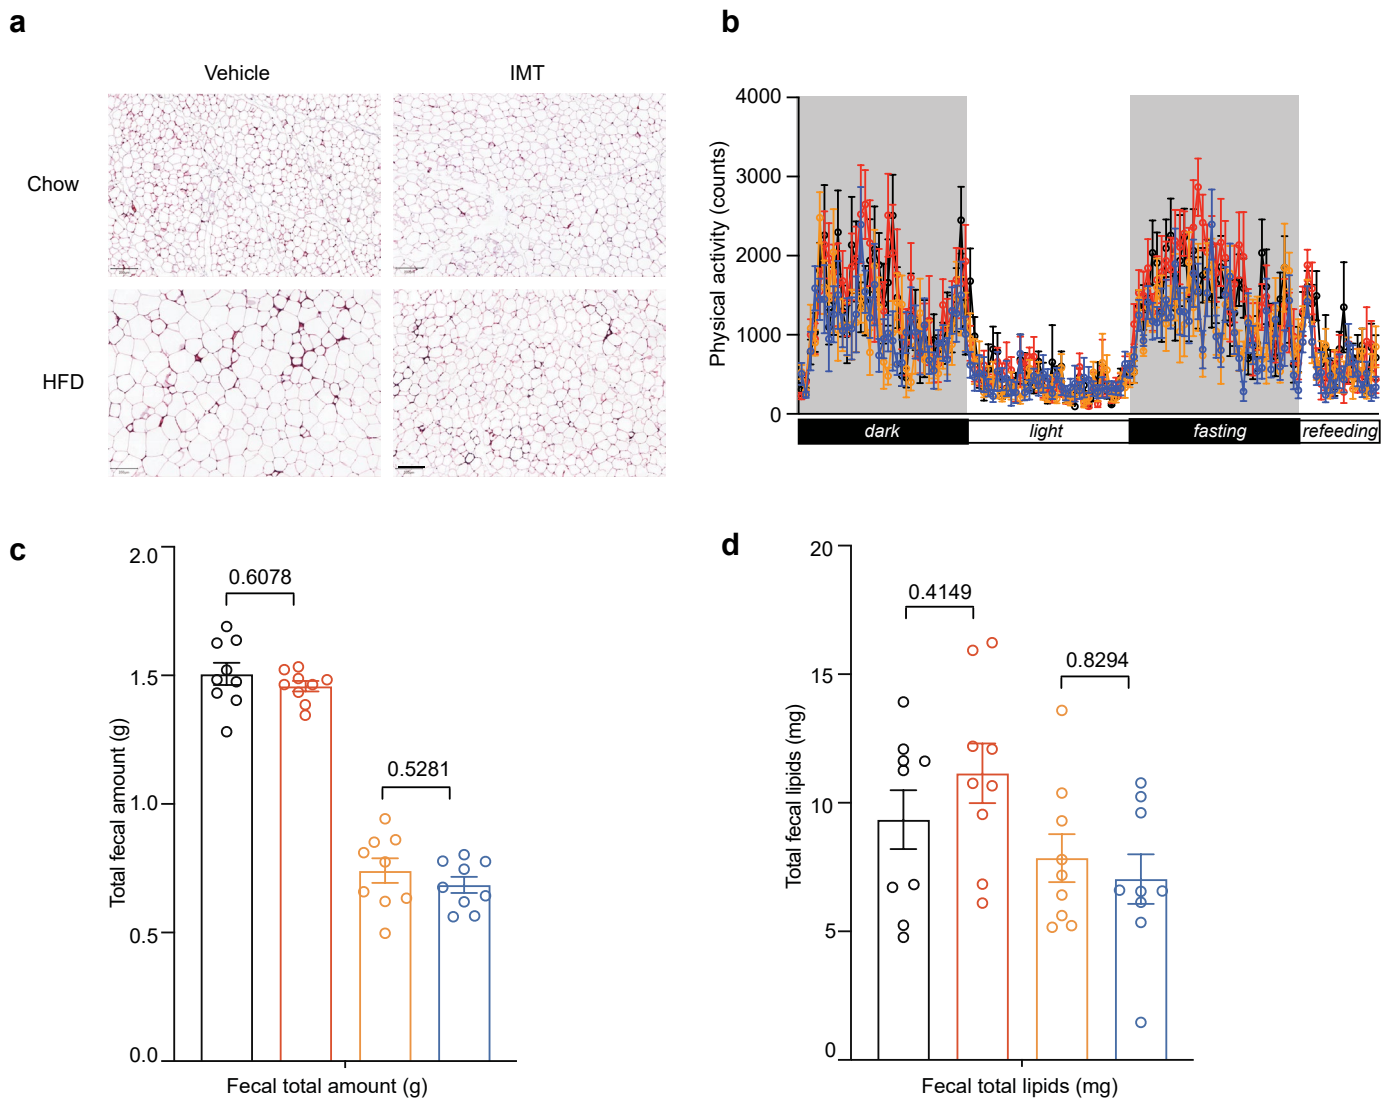 a
Vehicle
IMT
Chow
HFD
b
Physical activity (counts)
4000
3000
2000
1000
0
dark
light
fasting
refeeding
c
Total fecal amount (g)
2.0
1.5
1.0
0.5
0.0
0.6078
0.5281
Fecal total amount (g)
d
Total fecal lipids (mg)
20
15
10
5
0
0.4149
0.8294
Fecal total lipids (mg)